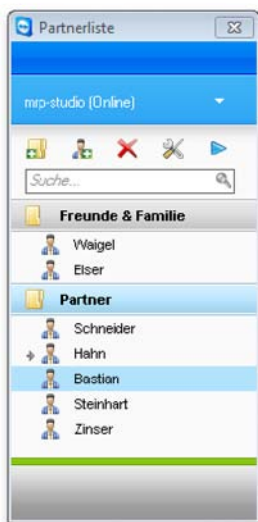 Partnerliste
mrp-studio (Online)
Suche...
Freunde & Familie
Waigel
Elser
Partner
Schneider
Hahn
Bastian
Steinhart
Zinser